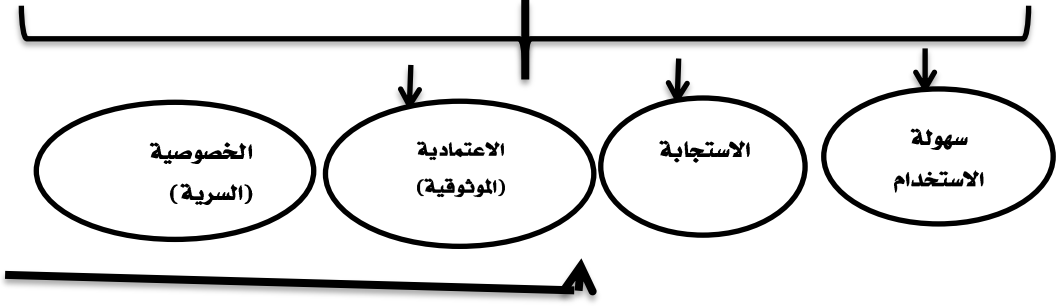 سهولة
الاستخدام
الاستجابة
الاعتمادية
(الموثوقية)
الخصوصية
(السرية)